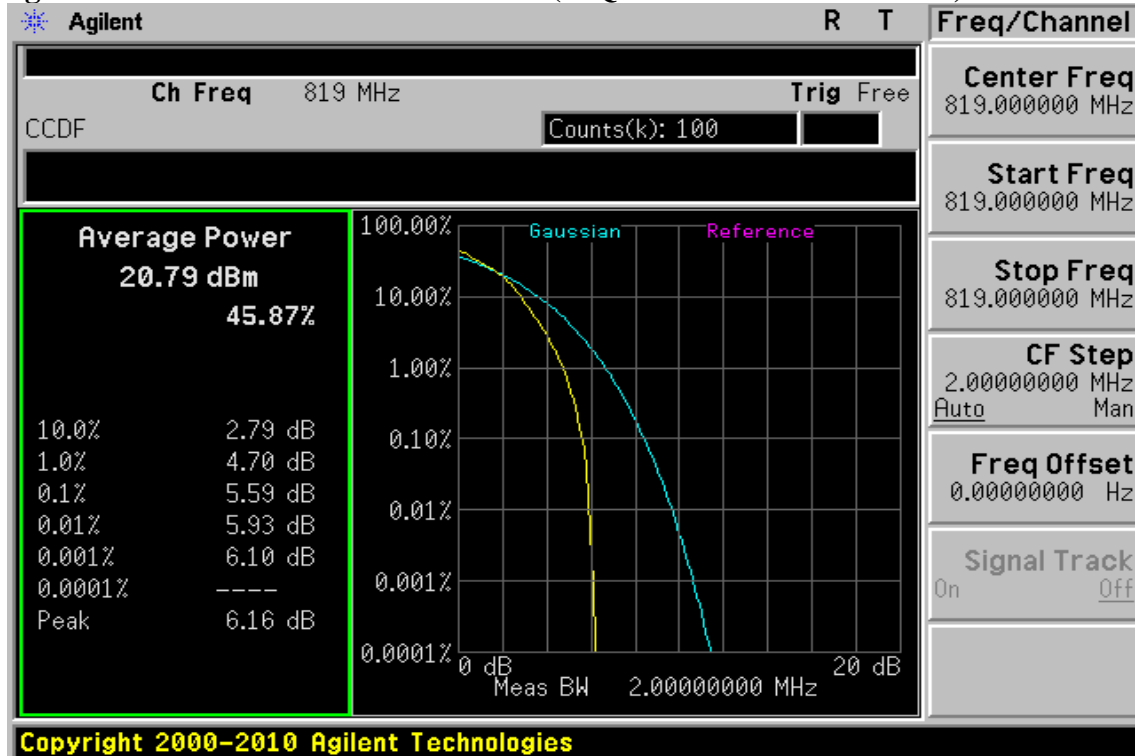 Agilent
R T
Freq/Channel
Ch Freq 819 MHz
Trig Free
CCDF
Counts(k): 100
Average Power
20.79 dBm
45.87%
10.0% 2.79 dB
1.0% 4.70 dB
0.1% 5.59 dB
0.01% 5.93 dB
0.001% 6.10 dB
0.0001% ----
Peak 6.16 dB
100.00%
10.00%
1.00%
0.10%
0.01%
0.001%
0.0001%
Gaussian
Reference
0 dB
20 dB
Meas BW 2.00000000 MHz
Center Freq
819.000000 MHz
Start Freq
819.000000 MHz
Stop Freq
819.000000 MHz
CF Step
2.00000000 MHz
Auto Man
Freq Offset
0.00000000 Hz
Signal Track
On Off
Copyright 2000-2010 Agilent Technologies